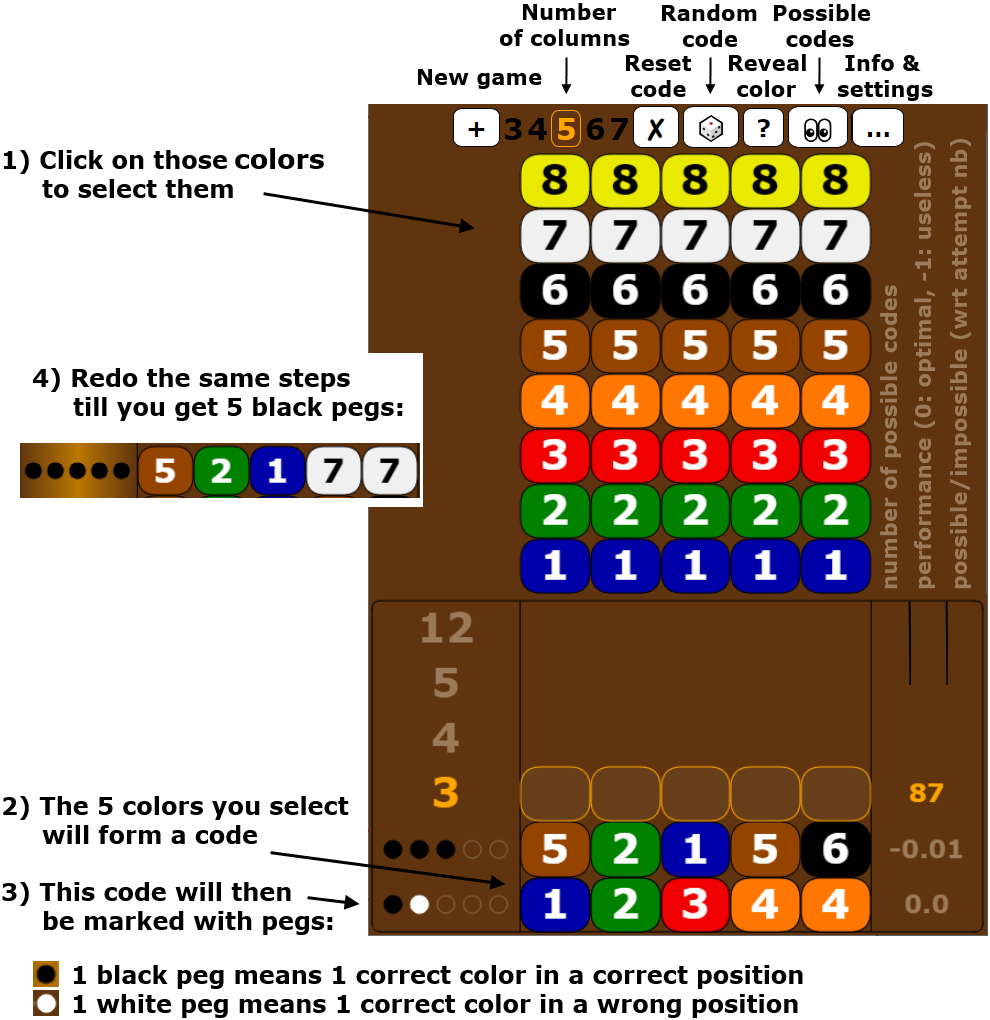 Number
of columns
Random
code
Possible
codes
New game
Reset
code
Reveal
color
Info &
settings
+ 3 4 5 6 7 ✗ ? ...
1) Click on those colors
to select them
8 8 8 8 8
7 7 7 7 7
6 6 6 6 6
5 5 5 5 5
4 4 4 4 4
3 3 3 3 3
2 2 2 2 2
1 1 1 1 1
number of possible codes
performance (0: optimal, -1: useless)
possible/impossible (wrt attempt nb)
4) Redo the same steps
till you get 5 black pegs:
5 2 1 7 7
12
5
4
3 87
2) The 5 colors you select
will form a code
5 2 1 5 6 -0.01
3) This code will then
be marked with pegs:
1 2 3 4 4 0.0
1 black peg means 1 correct color in a correct position
1 white peg means 1 correct color in a wrong position